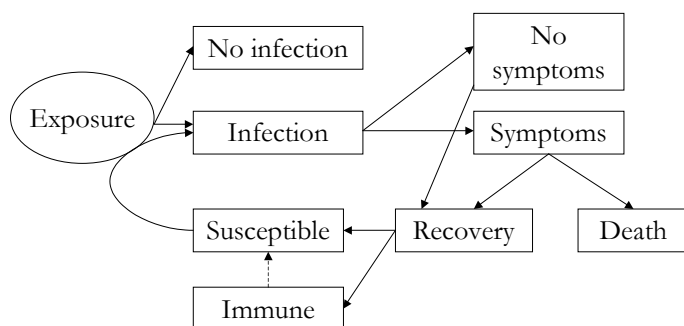 No infection
No
symptoms
Exposure
Infection
Symptoms
Susceptible
Recovery
Death
Immune